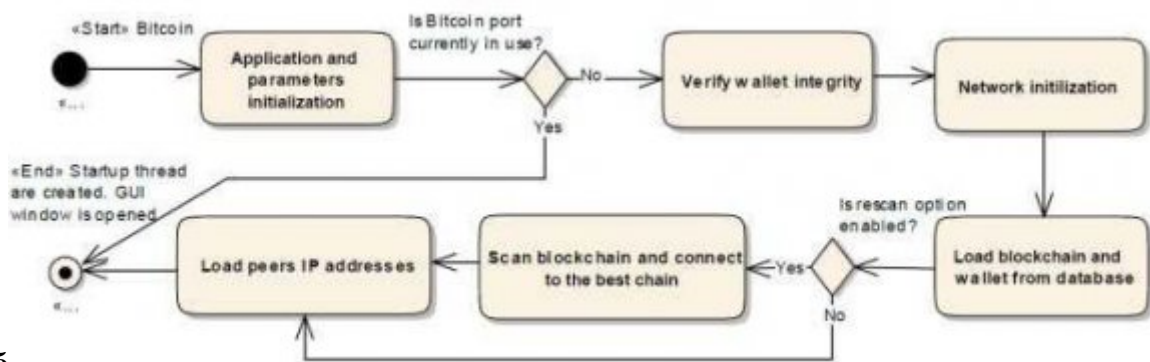 «Start» Bitcoin
Is Bitcoin port
currently in use?
Application and
parameters
initialization
No
Verify wallet integrity
Network initilization
«...
Yes
«End» Startup thread
are created. GUI
window is opened
Is rescan option
enabled?
Load peers IP addresses
Scan blockchain and connect
to the best chain
Yes
Load blockchain and
wallet from database
«...
No